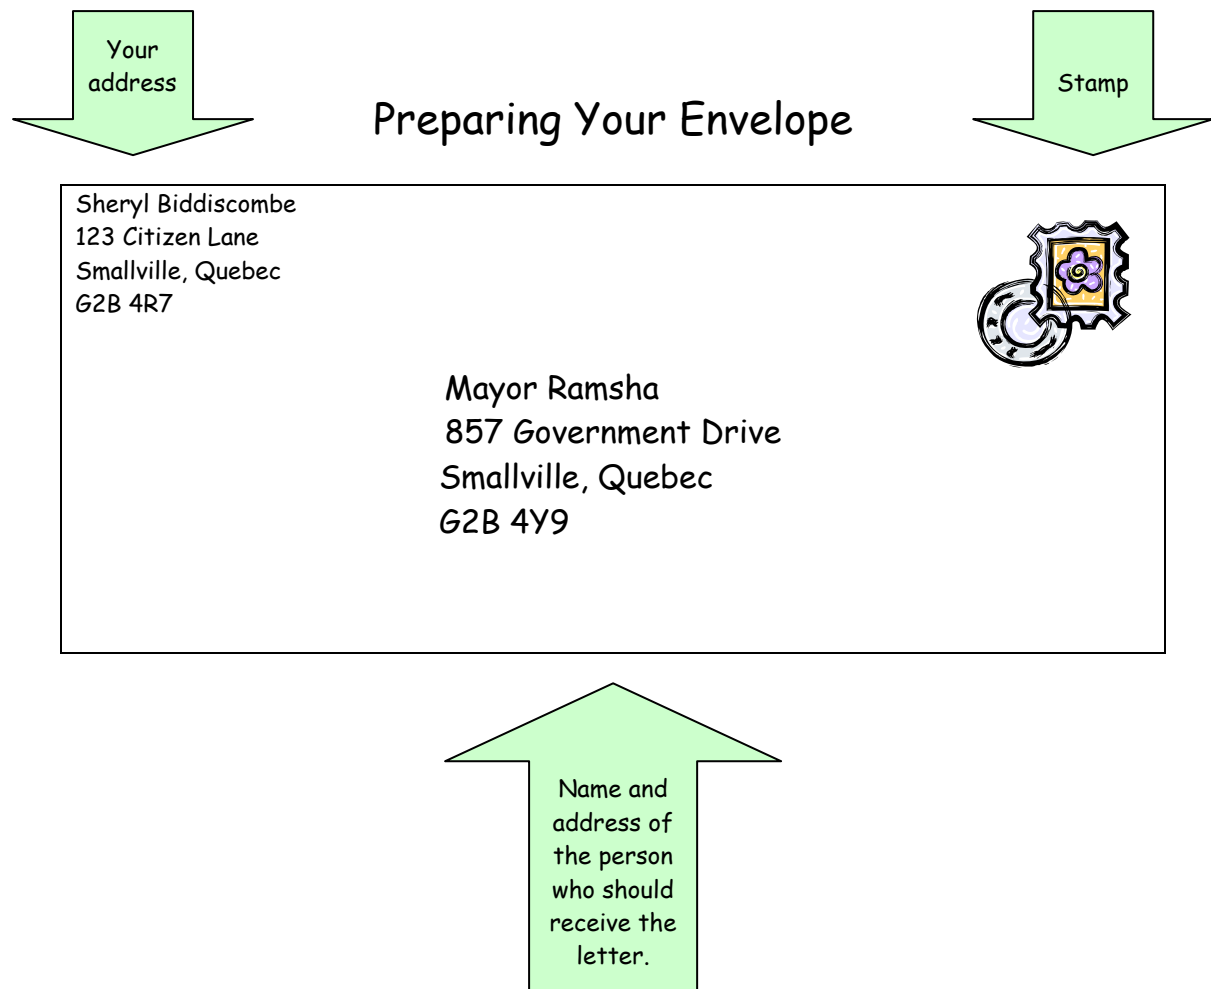 Your
address
Stamp
Preparing Your Envelope
Sheryl Biddiscombe
123 Citizen Lane
Smallville, Quebec
G2B 4R7
Mayor Ramsha
857 Government Drive
Smallville, Quebec
G2B 4Y9
Name and
address of
the person
who should
receive the
letter.